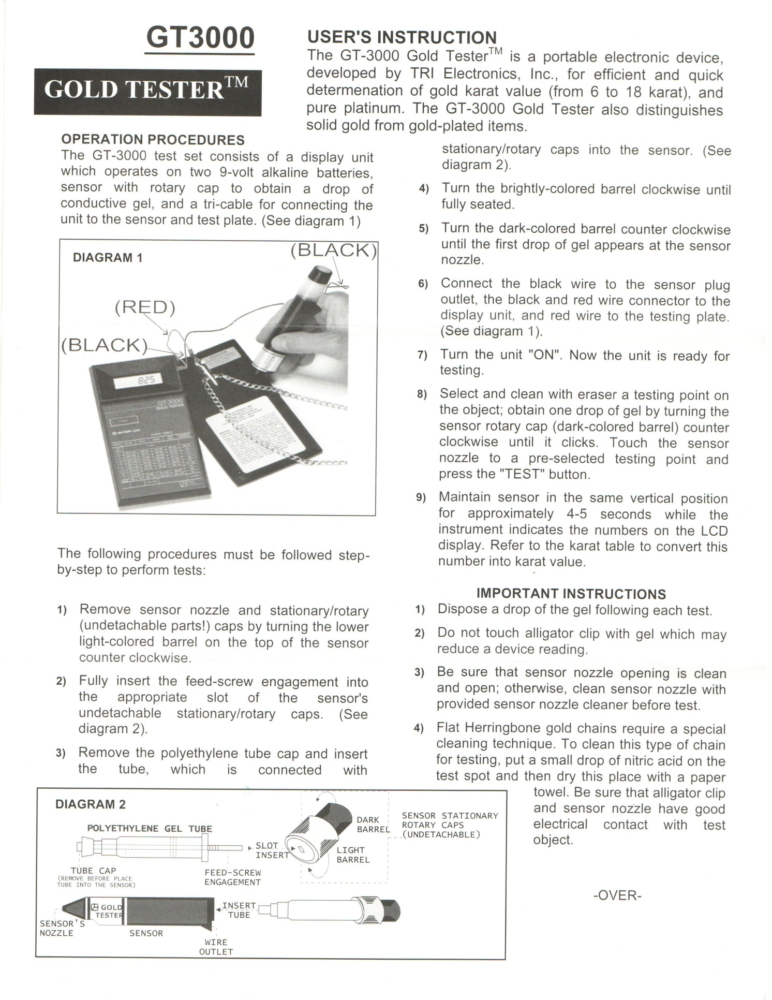 GT3000
GOLD TESTER™
USER'S INSTRUCTION
The GT-3000 Gold Tester™ is a portable electronic device,
developed by TRI Electronics, Inc., for efficient and quick
determenation of gold karat value (from 6 to 18 karat), and
pure platinum. The GT-3000 Gold Tester also distinguishes
solid gold from gold-plated items.
OPERATION PROCEDURES
The GT-3000 test set consists of a display unit
which operates on two 9-volt alkaline batteries,
sensor with rotary cap to obtain a drop of
conductive gel, and a tri-cable for connecting the
unit to the sensor and test plate. (See diagram 1)
DIAGRAM 1
(BLACK)
(RED)
(BLACK)
825
GT-3000
GOLD TESTER
TEST
BATTERY LOW
The following procedures must be followed step-
by-step to perform tests:
1) Remove sensor nozzle and stationary/rotary
(undetachable parts!) caps by turning the lower
light-colored barrel on the top of the sensor
counter clockwise.
2) Fully insert the feed-screw engagement into
the appropriate slot of the sensor's
undetachable stationary/rotary caps. (See
diagram 2).
3) Remove the polyethylene tube cap and insert
the tube, which is connected with
stationary/rotary caps into the sensor. (See
diagram 2).
4) Turn the brightly-colored barrel clockwise until
fully seated.
5) Turn the dark-colored barrel counter clockwise
until the first drop of gel appears at the sensor
nozzle.
6) Connect the black wire to the sensor plug
outlet, the black and red wire connector to the
display unit, and red wire to the testing plate.
(See diagram 1).
7) Turn the unit "ON". Now the unit is ready for
testing.
8) Select and clean with eraser a testing point on
the object; obtain one drop of gel by turning the
sensor rotary cap (dark-colored barrel) counter
clockwise until it clicks. Touch the sensor
nozzle to a pre-selected testing point and
press the "TEST" button.
9) Maintain sensor in the same vertical position
for approximately 4-5 seconds while the
instrument indicates the numbers on the LCD
display. Refer to the karat table to convert this
number into karat value.
IMPORTANT INSTRUCTIONS
1) Dispose a drop of the gel following each test.
2) Do not touch alligator clip with gel which may
reduce a device reading.
3) Be sure that sensor nozzle opening is clean
and open; otherwise, clean sensor nozzle with
provided sensor nozzle cleaner before test.
4) Flat Herringbone gold chains require a special
cleaning technique. To clean this type of chain
for testing, put a small drop of nitric acid on the
test spot and then dry this place with a paper
towel. Be sure that alligator clip
and sensor nozzle have good
electrical contact with test
object.
-OVER-
DIAGRAM 2
POLYETHYLENE GEL TUBE
TUBE CAP
(REMOVE BEFORE PLACE
TUBE INTO THE SENSOR)
FEED-SCREW
ENGAGEMENT
SLOT
INSERT
DARK
BARREL
LIGHT
BARREL
SENSOR STATIONARY
ROTARY CAPS
(UNDETACHABLE)
GOLD
TESTER
SENSOR'S
NOZZLE
SENSOR
INSERT
TUBE
WIRE
OUTLET